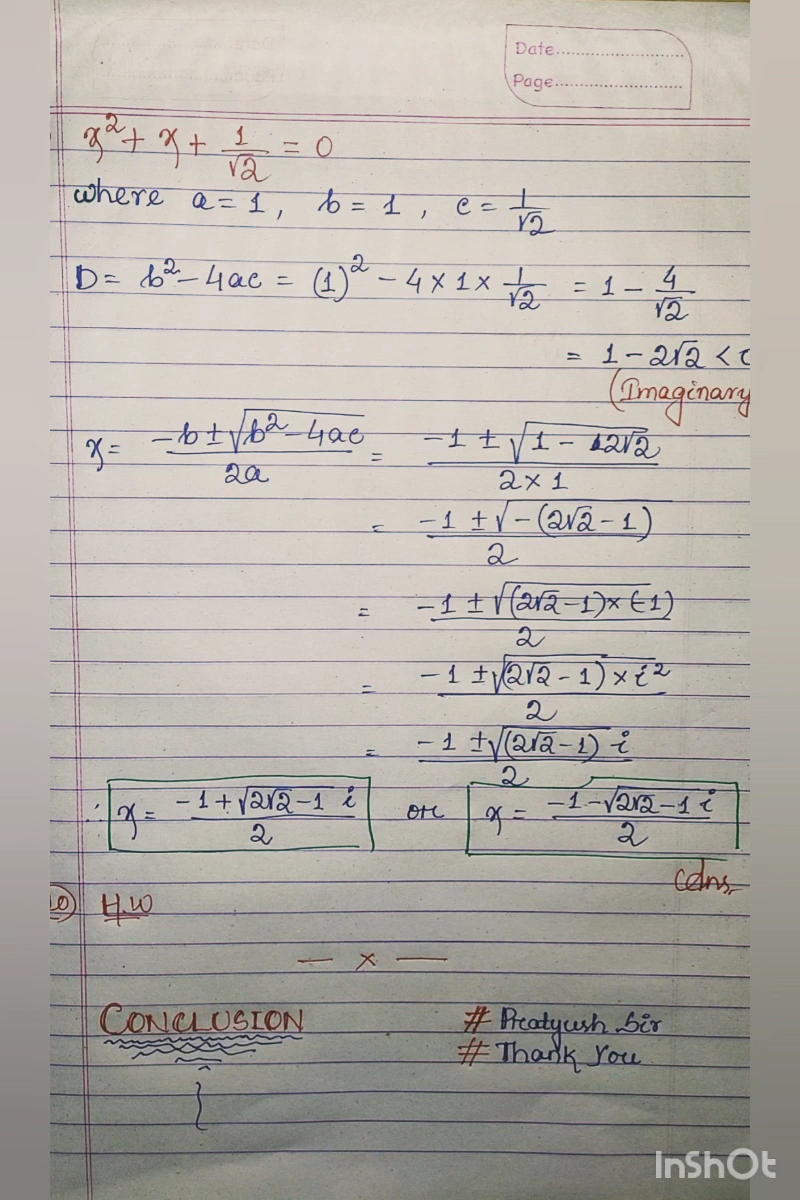 Date..............................
Page..............................
x² + x + 1/√2 = 0
where a = 1, b = 1, c = 1/√2
D = b² - 4ac = (1)² - 4 × 1 × 1/√2 = 1 - 4/√2
= 1 - 2√2 <
(Imaginary
x = (-b ± √(b² - 4ac))/2a = (-1 ± √(1 - 2√2))/(2 × 1)
= (-1 ± √(-(2√2 - 1)))/2
= (-1 ± √((2√2 - 1) × (-1)))/2
= (-1 ± √((2√2 - 1) × i²))/2
= (-1 ± √(2√2 - 1) i)/2
∴ x = (-1 + √(2√2 - 1) i)/2 or x = (-1 - √(2√2 - 1) i)/2
Ans.
H.W
— × —
CONCLUSION
# Pratyush Sir
# Thank You
InShOt